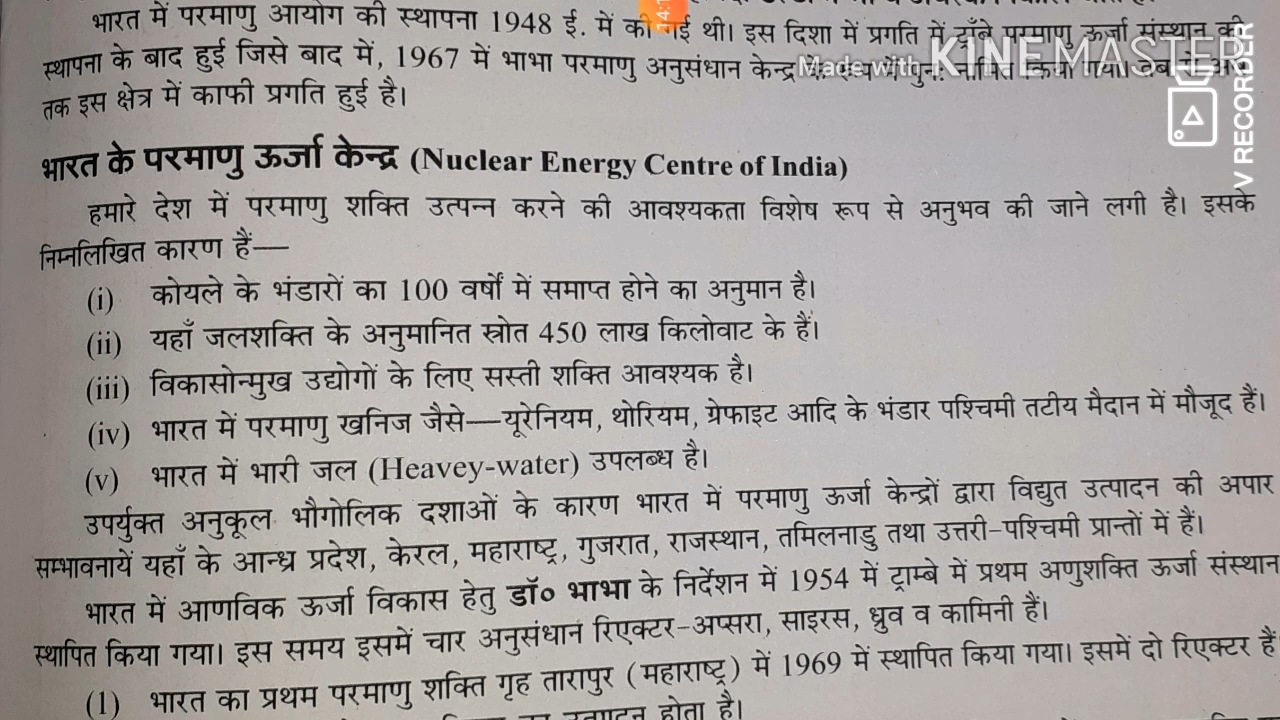 भारत में परमाणु आयोग की स्थापना 1948 ई. में की गई थी। इस दिशा में प्रगति में ट्रॉंबे परमाणु ऊर्जा संस्थान की
स्थापना के बाद हुई जिसे बाद में, 1967 में भाभा परमाणु अनुसंधान केन्द्र
तक इस क्षेत्र में काफी प्रगति हुई है।
Made with KINEMASTER
V RECORDER
भारत के परमाणु ऊर्जा केन्द्र (Nuclear Energy Centre of India)
हमारे देश में परमाणु शक्ति उत्पन्न करने की आवश्यकता विशेष रूप से अनुभव की जाने लगी है। इसके
निम्नलिखित कारण हैं—
(i) कोयले के भंडारों का 100 वर्षों में समाप्त होने का अनुमान है।
(ii) यहाँ जलशक्ति के अनुमानित स्रोत 450 लाख किलोवाट के हैं।
(iii) विकासोन्मुख उद्योगों के लिए सस्ती शक्ति आवश्यक है।
(iv) भारत में परमाणु खनिज जैसे—यूरेनियम, थोरियम, ग्रेफाइट आदि के भंडार पश्चिमी तटीय मैदान में मौजूद हैं।
(v) भारत में भारी जल (Heavey-water) उपलब्ध है।
उपर्युक्त अनुकूल भौगोलिक दशाओं के कारण भारत में परमाणु ऊर्जा केन्द्रों द्वारा विद्युत उत्पादन की अपार
सम्भावनायें यहाँ के आन्ध्र प्रदेश, केरल, महाराष्ट्र, गुजरात, राजस्थान, तमिलनाडु तथा उत्तरी-पश्चिमी प्रान्तों में हैं।
भारत में आणविक ऊर्जा विकास हेतु डॉ० भाभा के निर्देशन में 1954 में ट्राम्बे में प्रथम अणुशक्ति ऊर्जा संस्थान
स्थापित किया गया। इस समय इसमें चार अनुसंधान रिएक्टर-अप्सरा, साइरस, ध्रुव व कामिनी हैं।
(1) भारत का प्रथम परमाणु शक्ति गृह तारापुर (महाराष्ट्र) में 1969 में स्थापित किया गया। इसमें दो रिएक्टर हैं
उत्पादन होता है।